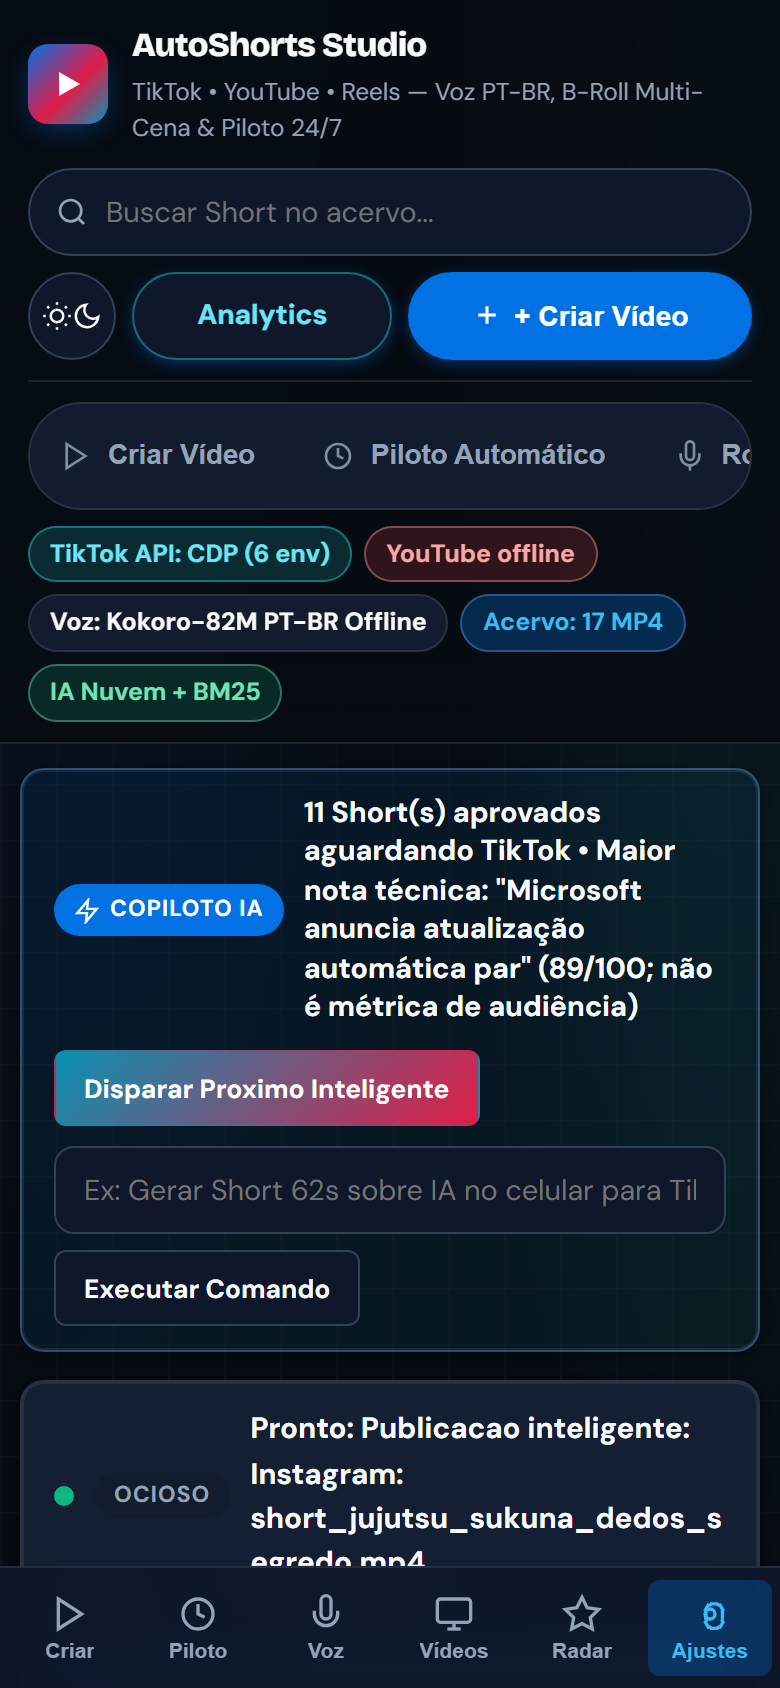 AutoShorts Studio
TikTok • YouTube • Reels — Voz PT-BR, B-Roll Multi-
Cena & Piloto 24/7
Buscar Short no acervo...
Analytics
+ + Criar Vídeo
Criar Vídeo
Piloto Automático
TikTok API: CDP (6 env)
YouTube offline
Voz: Kokoro-82M PT-BR Offline
Acervo: 17 MP4
IA Nuvem + BM25
COPILOTO IA
11 Short(s) aprovados
aguardando TikTok • Maior
nota técnica: "Microsoft
anuncia atualização
automática par" (89/100; não
é métrica de audiência)
Disparar Proximo Inteligente
Ex: Gerar Short 62s sobre IA no celular para
Executar Comando
OCIOSO
Pronto: Publicacao inteligente:
Instagram:
short_jujutsu_sukuna_dedos_s
egredo.mp4
Criar
Piloto
Voz
Vídeos
Radar
Ajustes